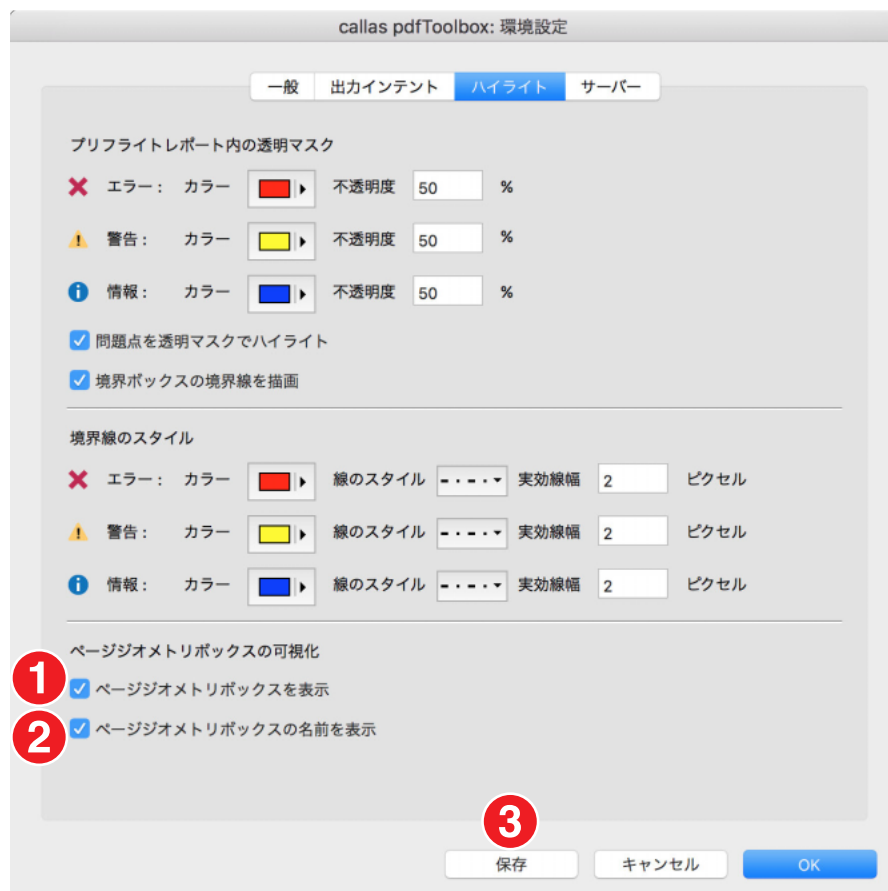 callas pdfToolbox: 環境設定
一般 出力インテント ハイライト サーバー
プリフライトレポート内の透明マスク
エラー: カラー 不透明度 50 %
警告: カラー 不透明度 50 %
情報: カラー 不透明度 50 %
問題点を透明マスクでハイライト
境界ボックスの境界線を描画
境界線のスタイル
エラー: カラー 線のスタイル 実効線幅 2 ピクセル
警告: カラー 線のスタイル 実効線幅 2 ピクセル
情報: カラー 線のスタイル 実効線幅 2 ピクセル
ページジオメトリボックスの可視化
1 ページジオメトリボックスを表示
2 ページジオメトリボックスの名前を表示
3
保存 キャンセル OK